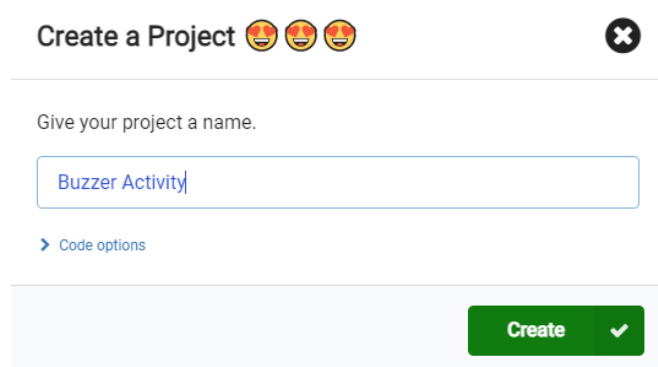 Create a Project 😍😍😍
Give your project a name.
Buzzer Activity
Code options
Create